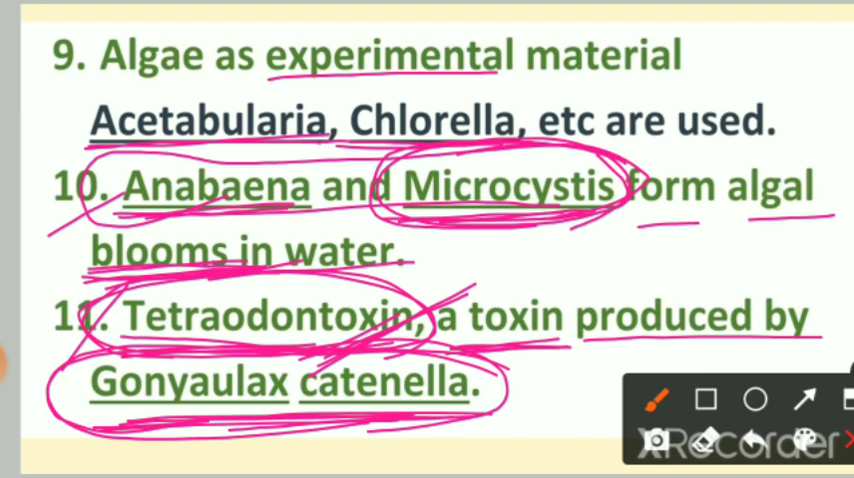 9. Algae as experimental material
Acetabularia, Chlorella, etc are used.
10. Anabaena and Microcystis form algal
blooms in water.
11. Tetraodontoxin, a toxin produced by
Gonyaulax catenella.
XRecorder